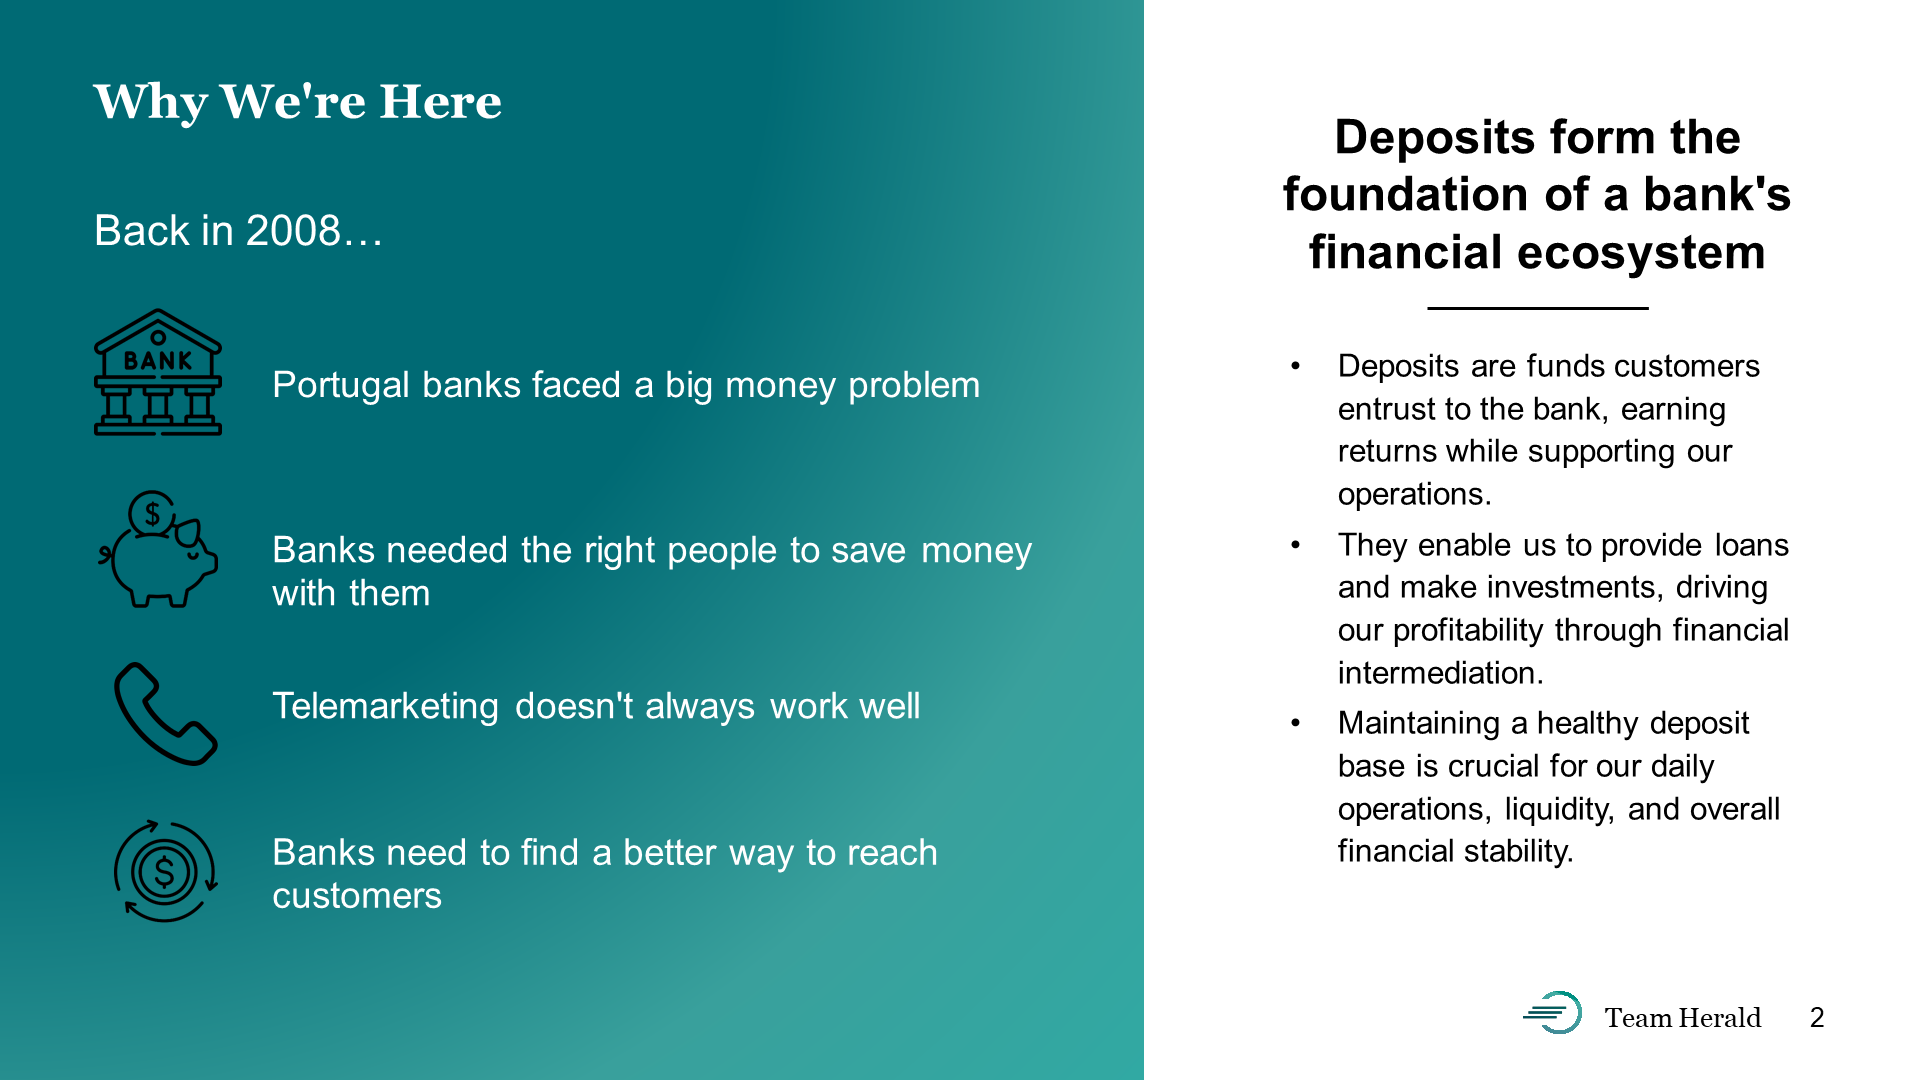 Why We're Here
Back in 2008…
BANK
Portugal banks faced a big money problem
$
Banks needed the right people to save money
with them
Telemarketing doesn't always work well
$
Banks need to find a better way to reach
customers
Deposits form the
foundation of a bank's
financial ecosystem
• Deposits are funds customers
entrust to the bank, earning
returns while supporting our
operations.
• They enable us to provide loans
and make investments, driving
our profitability through financial
intermediation.
• Maintaining a healthy deposit
base is crucial for our daily
operations, liquidity, and overall
financial stability.
Team Herald 2